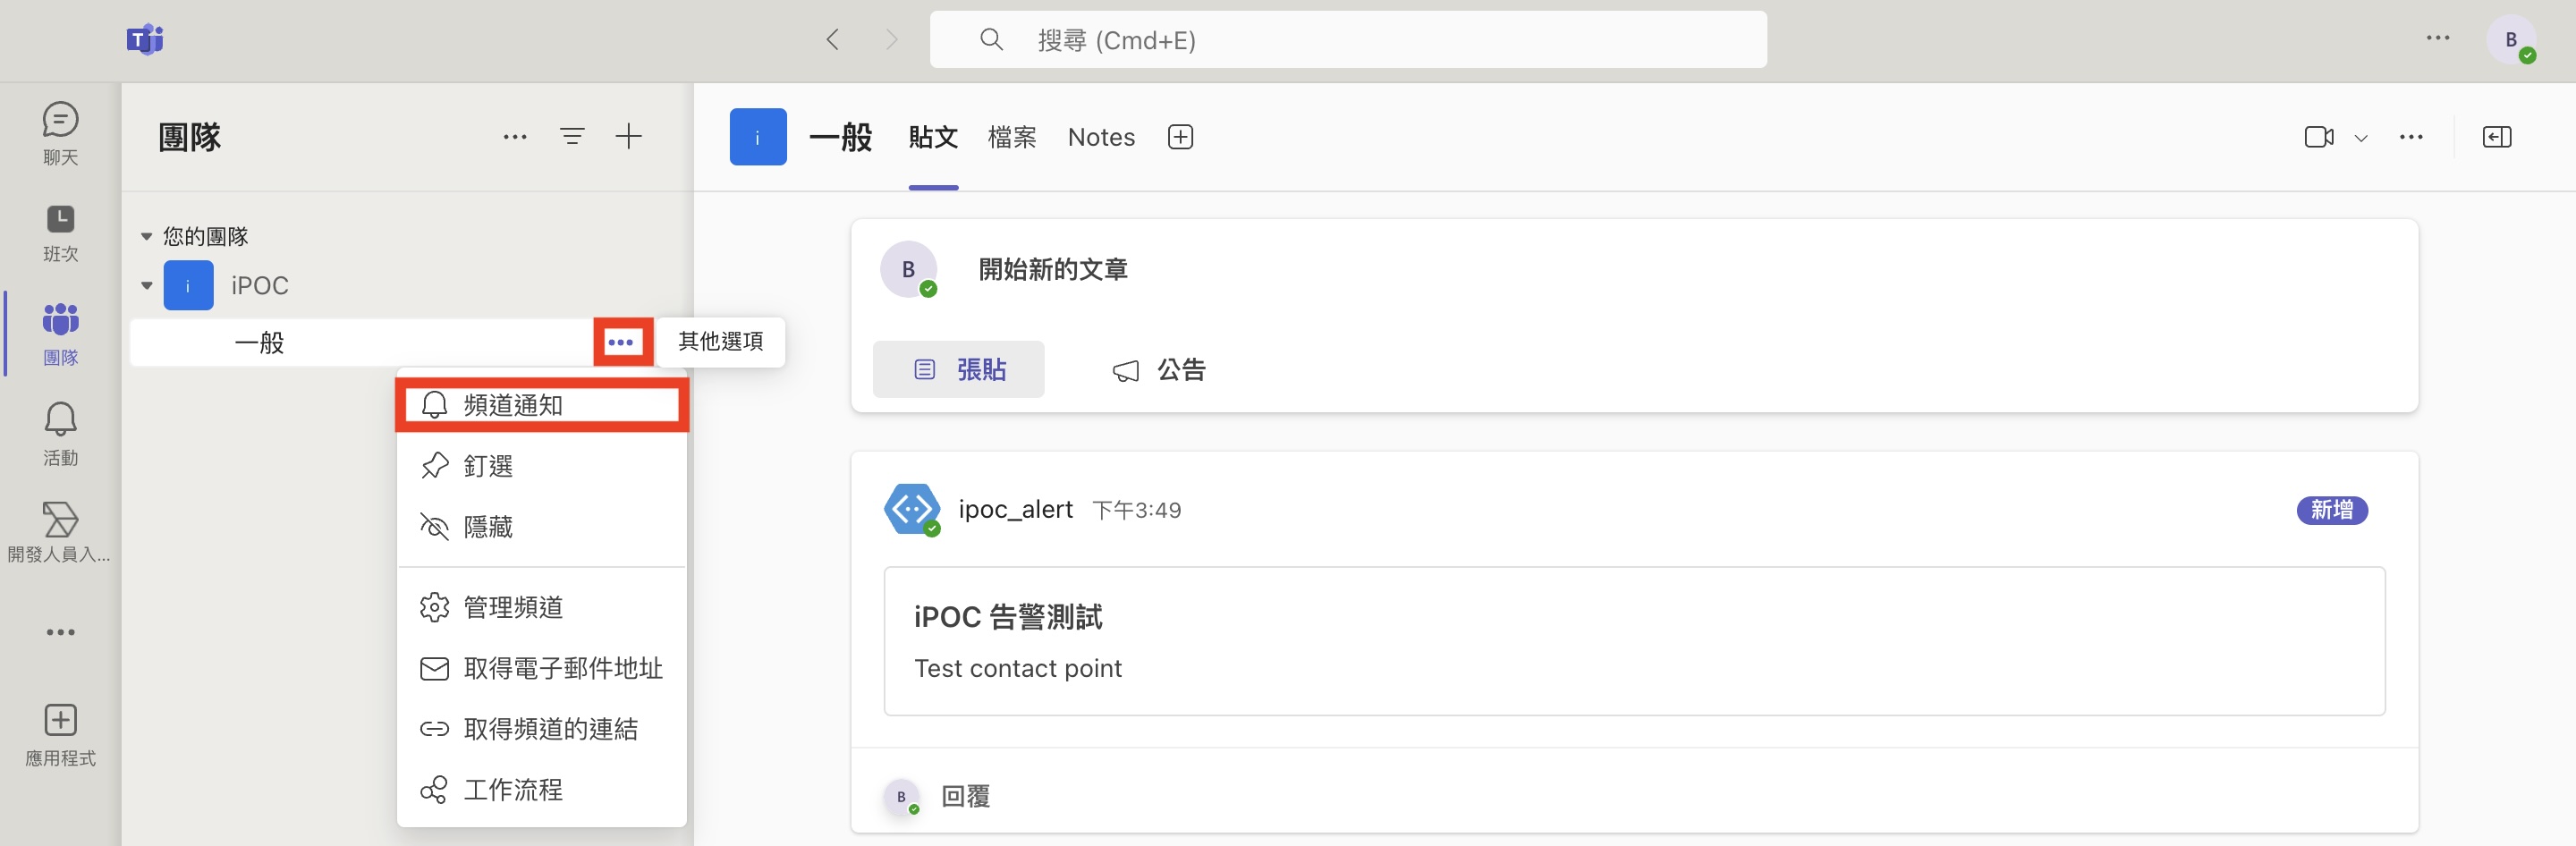 搜尋 (Cmd+E)
B
聊天
班次
團隊
活動
開發人員入...
應用程式
團隊
您的團隊
i
iPOC
一般
其他選項
頻道通知
釘選
隱藏
管理頻道
取得電子郵件地址
取得頻道的連結
工作流程
i
一般
貼文
檔案
Notes
B
開始新的文章
張貼
公告
ipoc_alert 下午3:49
新增
iPOC 告警測試
Test contact point
B
回覆